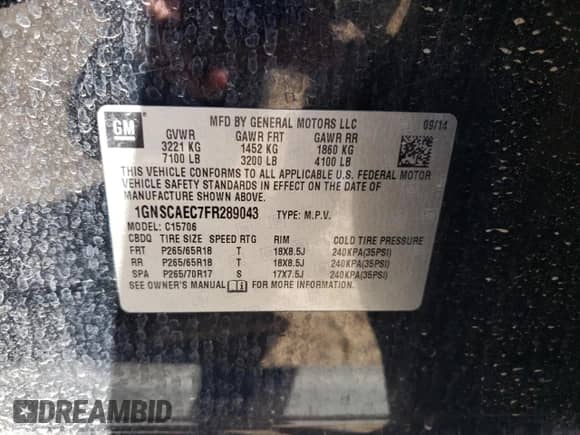 GM
MFD BY GENERAL MOTORS LLC
09/14
GVWR GAWR FRT GAWR RR
3221 KG 1452 KG 1860 KG
7100 LB 3200 LB 4100 LB
THIS VEHICLE CONFORMS TO ALL APPLICABLE U.S. FEDERAL MOTOR
VEHICLE SAFETY STANDARDS IN EFFECT ON THE DATE OF
MANUFACTURE SHOWN ABOVE.
1GNSCAEC7FR289043 TYPE: M.P.V.
MODEL: C15706
CBDQ TIRE SIZE SPEED RTG RIM COLD TIRE PRESSURE
FRT P265/65R18 T 18X8.5J 240KPA(35PSI)
RR P265/65R18 T 18X8.5J 240KPA(35PSI)
SPA P265/70R17 S 17X7.5J 240KPA(35PSI)
SEE OWNER'S MANUAL FOR MORE INFORMATION.
DREAMBID